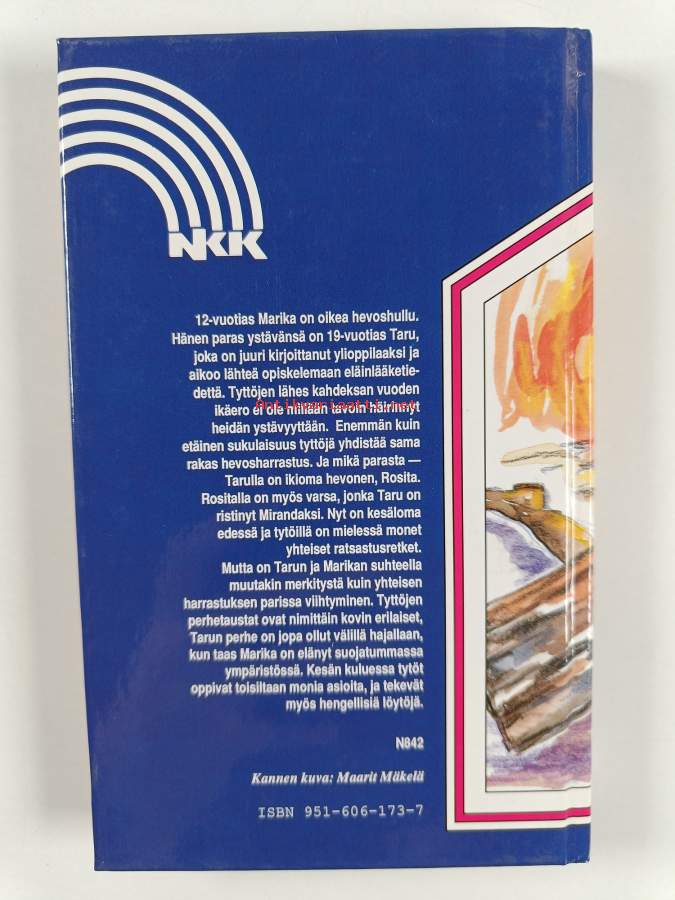 NKK
12-vuotias Marika on oikea hevoshullu.
Hänen paras ystävänsä on 19-vuotias Taru,
joka on juuri kirjoittanut ylioppilaaksi ja
aikoo lähteä opiskelemaan eläinlääketie-
dettä. Tyttöjen lähes kahdeksan vuoden
ikäero ei ole millään tavoin häirinnyt
Antikvariaatti.net
heidän ystävyyttään. Enemmän kuin
etäinen sukulaisuus tyttöjä yhdistää sama
rakas hevosharrastus. Ja mikä parasta —
Tarulla on ikioma hevonen, Rosita.
Rositalla on myös varsa, jonka Taru on
ristinyt Mirandaksi. Nyt on kesäloma
edessä ja tytöillä on mielessä monet
yhteiset ratsastusretket.
Mutta on Tarun ja Marikan suhteella
muutakin merkitystä kuin yhteisen
harrastuksen parissa viihtyminen. Tyttöjen
perhetaustat ovat nimittäin kovin erilaiset,
Tarun perhe on jopa ollut välillä hajallaan,
kun taas Marika on elänyt suojatummassa
ympäristössä. Kesän kuluessa tytöt
oppivat toisiltaan monia asioita, ja tekevät
myös hengellisiä löytöjä.
N842
Kannen kuva: Maarit Mäkelä
ISBN 951-606-173-7